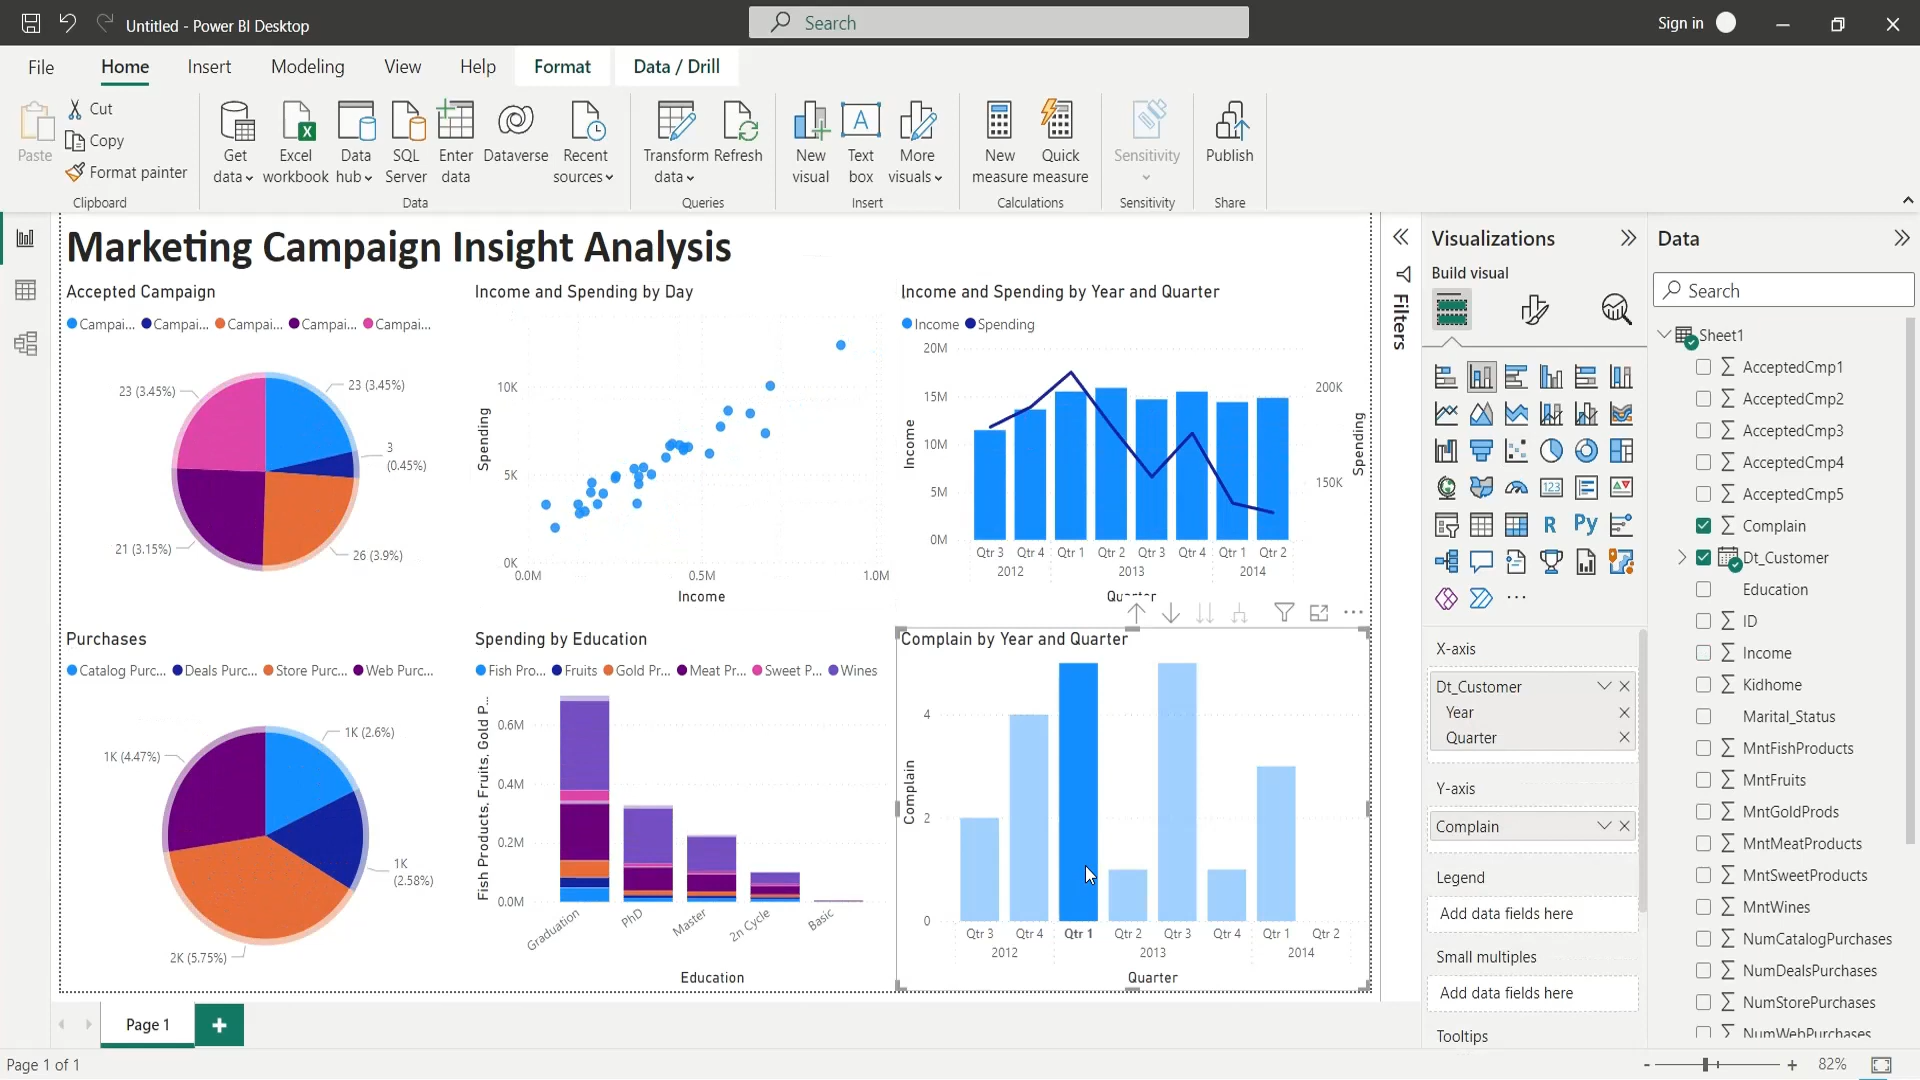 Untitled - Power BI Desktop
Search
Sign in
File
Home
Insert
Modeling
View
Help
Format
Data / Drill
Paste
Cut
Copy
Format painter
Clipboard
Get data
Excel workbook
Data hub
SQL Server
Enter data
Dataverse
Recent sources
Data
Transform data
Refresh
Queries
New visual
Text box
More visuals
Insert
New measure
Quick measure
Calculations
Sensitivity
Sensitivity
Publish
Share
Marketing Campaign Insight Analysis
Accepted Campaign
Campai... Campai... Campai... Campai... Campai...
23 (3.45%)
23 (3.45%)
3
(0.45%)
21 (3.15%)
26 (3.9%)
Income and Spending by Day
Spending
10K
5K
0K
0.0M 0.5M 1.0M
Income
Income and Spending by Year and Quarter
Income Spending
Income
20M
15M
10M
5M
0M
200K
150K
Spending
Qtr 3 Qtr 4 Qtr 1 Qtr 2 Qtr 3 Qtr 4 Qtr 1 Qtr 2
2012 2013 2014
Quarter
Purchases
Catalog Purc... Deals Purc... Store Purc... Web Purc...
1K (2.6%)
1K (4.47%)
1K
(2.58%)
2K (5.75%)
Spending by Education
Fish Pro... Fruits Gold Pr... Meat Pr... Sweet P... Wines
Fish Products, Fruits, Gold P...
0.6M
0.4M
0.2M
0.0M
Graduation
PhD
Master
2n Cycle
Basic
Education
Complain by Year and Quarter
Complain
4
2
0
Qtr 3 Qtr 4 Qtr 1 Qtr 2 Qtr 3 Qtr 4 Qtr 1 Qtr 2
2012 2013 2014
Quarter
Filters
Visualizations
Build visual
R
Py
123
X-axis
Dt_Customer
Year
Quarter
Y-axis
Complain
Legend
Add data fields here
Small multiples
Add data fields here
Tooltips
Data
Search
Sheet1
AcceptedCmp1
AcceptedCmp2
AcceptedCmp3
AcceptedCmp4
AcceptedCmp5
Complain
Dt_Customer
Education
ID
Income
Kidhome
Marital_Status
MntFishProducts
MntFruits
MntGoldProds
MntMeatProducts
MntSweetProducts
MntWines
NumCatalogPurchases
NumDealsPurchases
NumStorePurchases
NumWebPurchases
Page 1
Page 1 of 1
82%